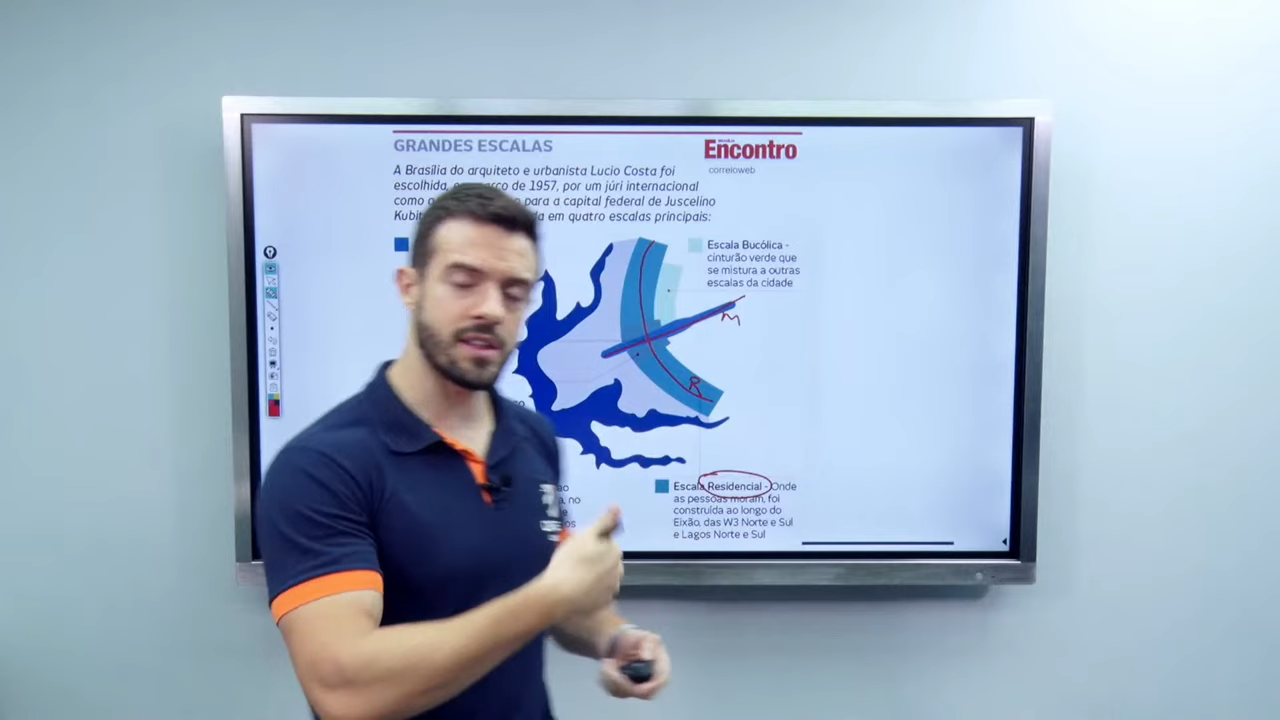 GRANDES ESCALAS
BRASÍLIA
Encontro
correioweb
A Brasília do arquiteto e urbanista Lucio Costa foi
escolhida, de 1957, por um júri internacional
como o para a capital federal de Juscelino
em quatro escalas principais:
Escala Bucólica -
cinturão verde que
se mistura a outras
escalas da cidade
M
R
Escala Residencial - Onde
as pessoas moram, foi
construída ao longo do
Eixão, das W3 Norte e Sul
e Lagos Norte e Sul
no
e